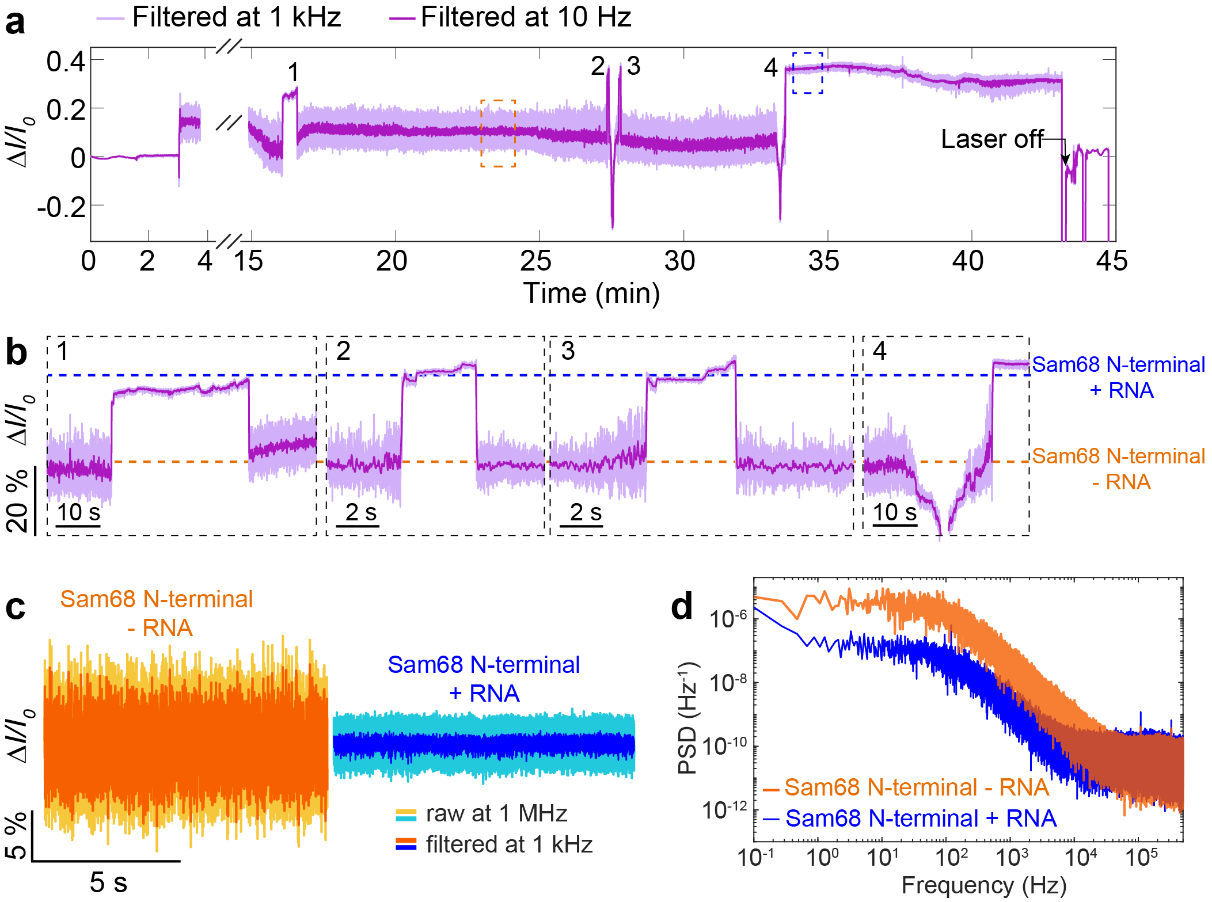 a
Filtered at 1 kHz
Filtered at 10 Hz
ΔI/I0
0.4
0.2
0
-0.2
1
2
3
4
Laser off
0
2
4
15
20
25
30
35
40
45
Time (min)
b
ΔI/I0
20 %
1
10 s
2
2 s
3
2 s
4
10 s
Sam68 N-terminal
+ RNA
Sam68 N-terminal
- RNA
c
Sam68 N-terminal
- RNA
Sam68 N-terminal
+ RNA
ΔI/I0
5 %
5 s
raw at 1 MHz
filtered at 1 kHz
d
PSD (Hz-1)
10-6
10-8
10-10
10-12
Sam68 N-terminal - RNA
Sam68 N-terminal + RNA
10-1
100
101
102
103
104
105
Frequency (Hz)